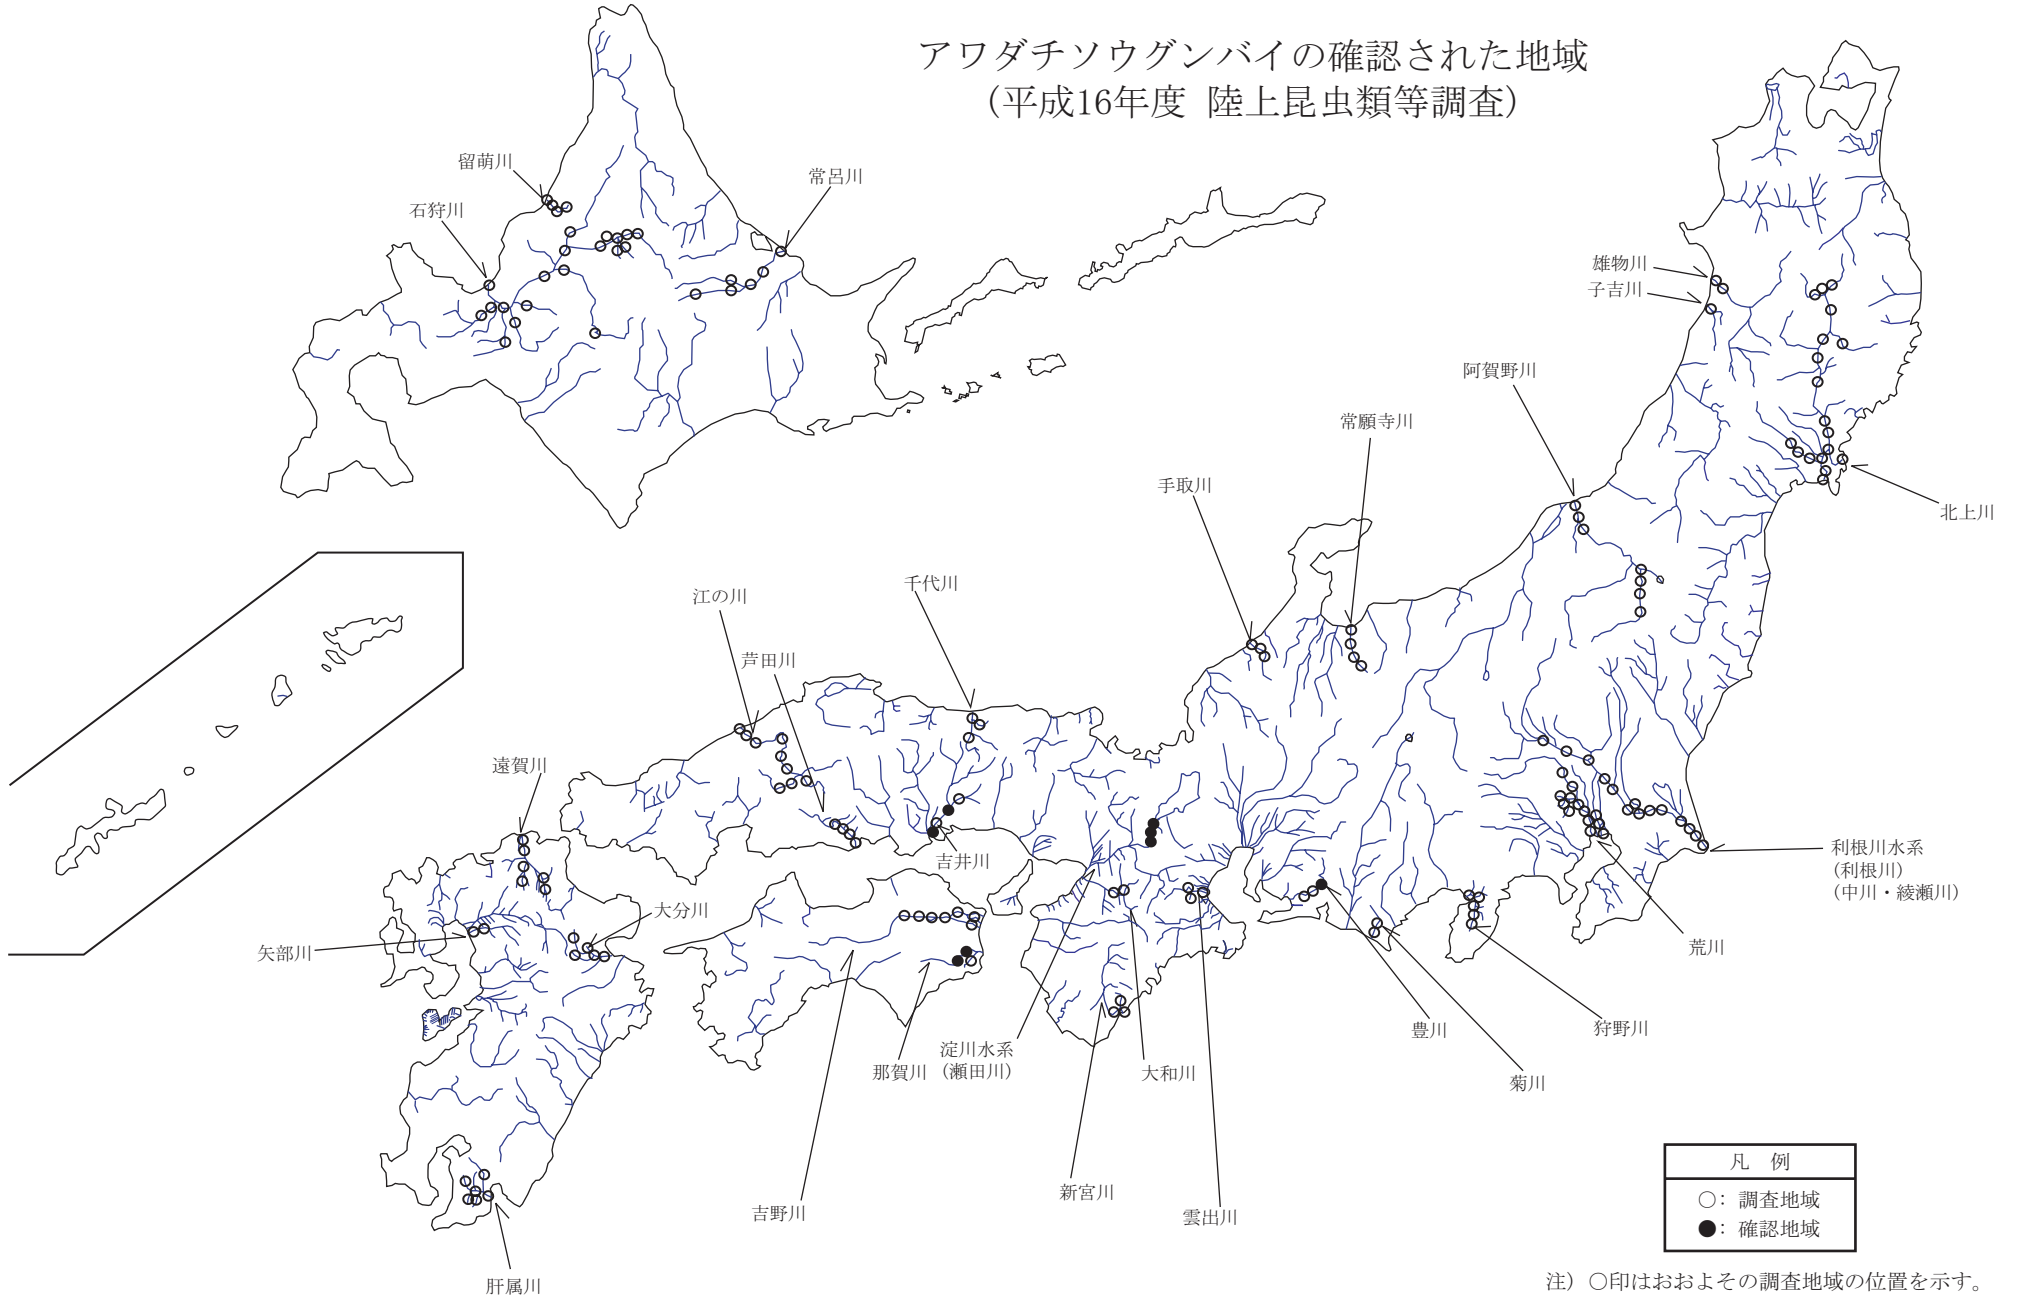 アワダチソウグンバイの確認された地域
(平成16年度 陸上昆虫類等調査)
留萌川
常呂川
石狩川
雄物川
子吉川
阿賀野川
常願寺川
手取川
北上川
千代川
江の川
芦田川
遠賀川
吉井川
利根川水系
(利根川)
(中川・綾瀬川)
大分川
矢部川
荒川
豊川
狩野川
淀川水系
(瀬田川)
那賀川
大和川
菊川
新宮川
吉野川
雲出川
肝属川
凡 例
○: 調査地域
●: 確認地域
注) ○印はおおよその調査地域の位置を示す。